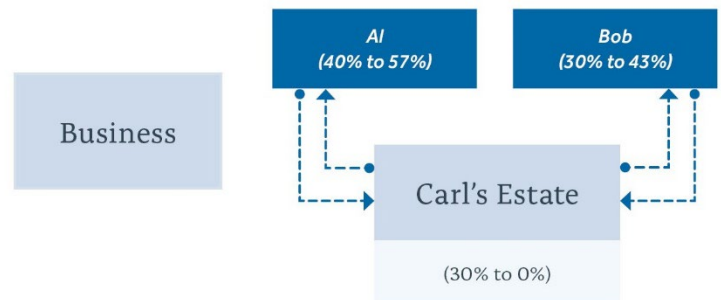 Al
(40% to 57%)
Bob
(30% to 43%)
Business
Carl's Estate
(30% to 0%)